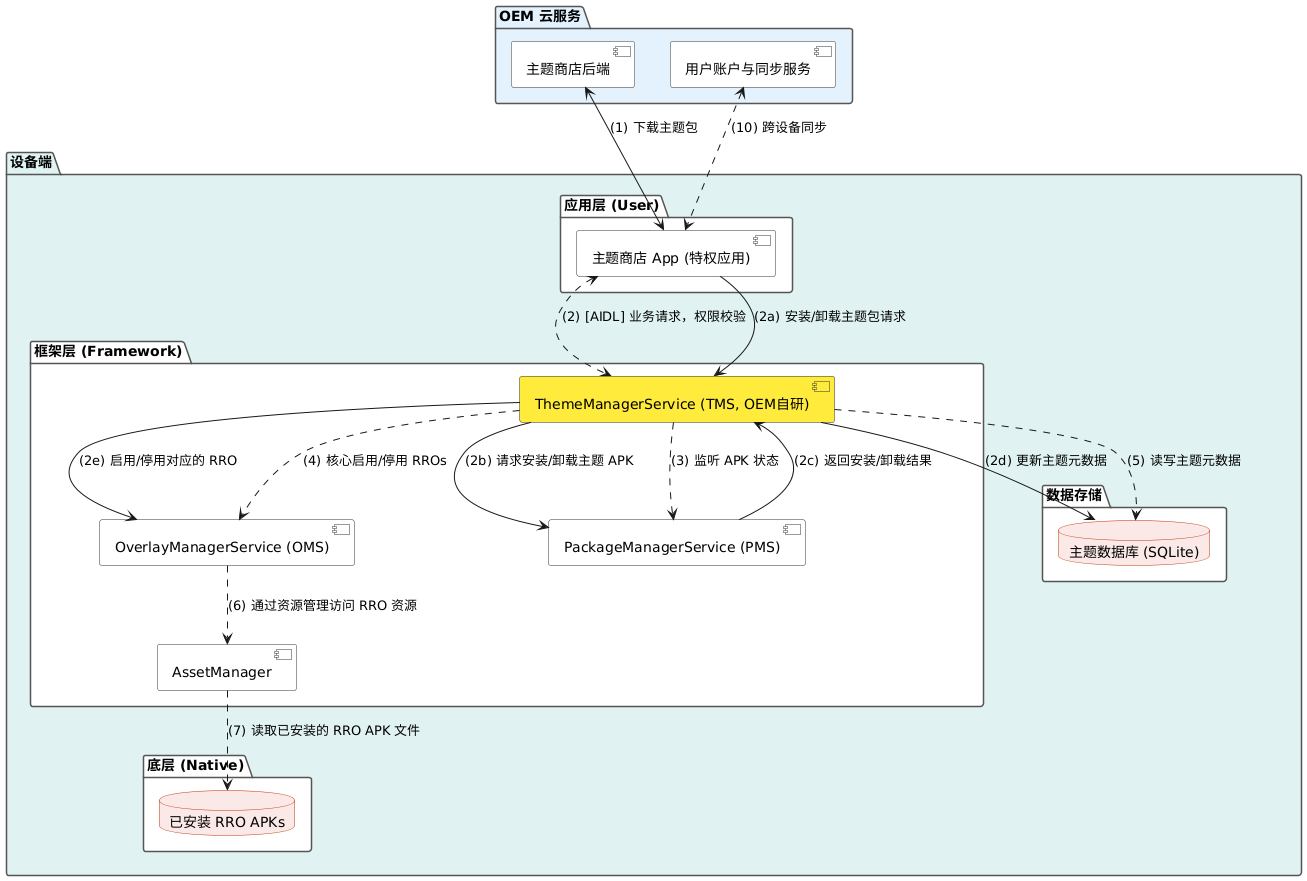 OEM 云服务
主题商店后端
用户账户与同步服务
(1) 下载主题包
(10) 跨设备同步
设备端
应用层 (User)
主题商店 App (特权应用)
(2) [AIDL] 业务请求，权限校验
(2a) 安装/卸载主题包请求
框架层 (Framework)
ThemeManagerService (TMS, OEM自研)
(2e) 启用/停用对应的 RRO
(4) 核心启用/停用 RROs
(2b) 请求安装/卸载主题 APK
(3) 监听 APK 状态
(2c) 返回安装/卸载结果
(2d) 更新主题元数据
(5) 读写主题元数据
数据存储
主题数据库 (SQLite)
OverlayManagerService (OMS)
PackageManagerService (PMS)
(6) 通过资源管理访问 RRO 资源
AssetManager
(7) 读取已安装的 RRO APK 文件
底层 (Native)
已安装 RRO APKs